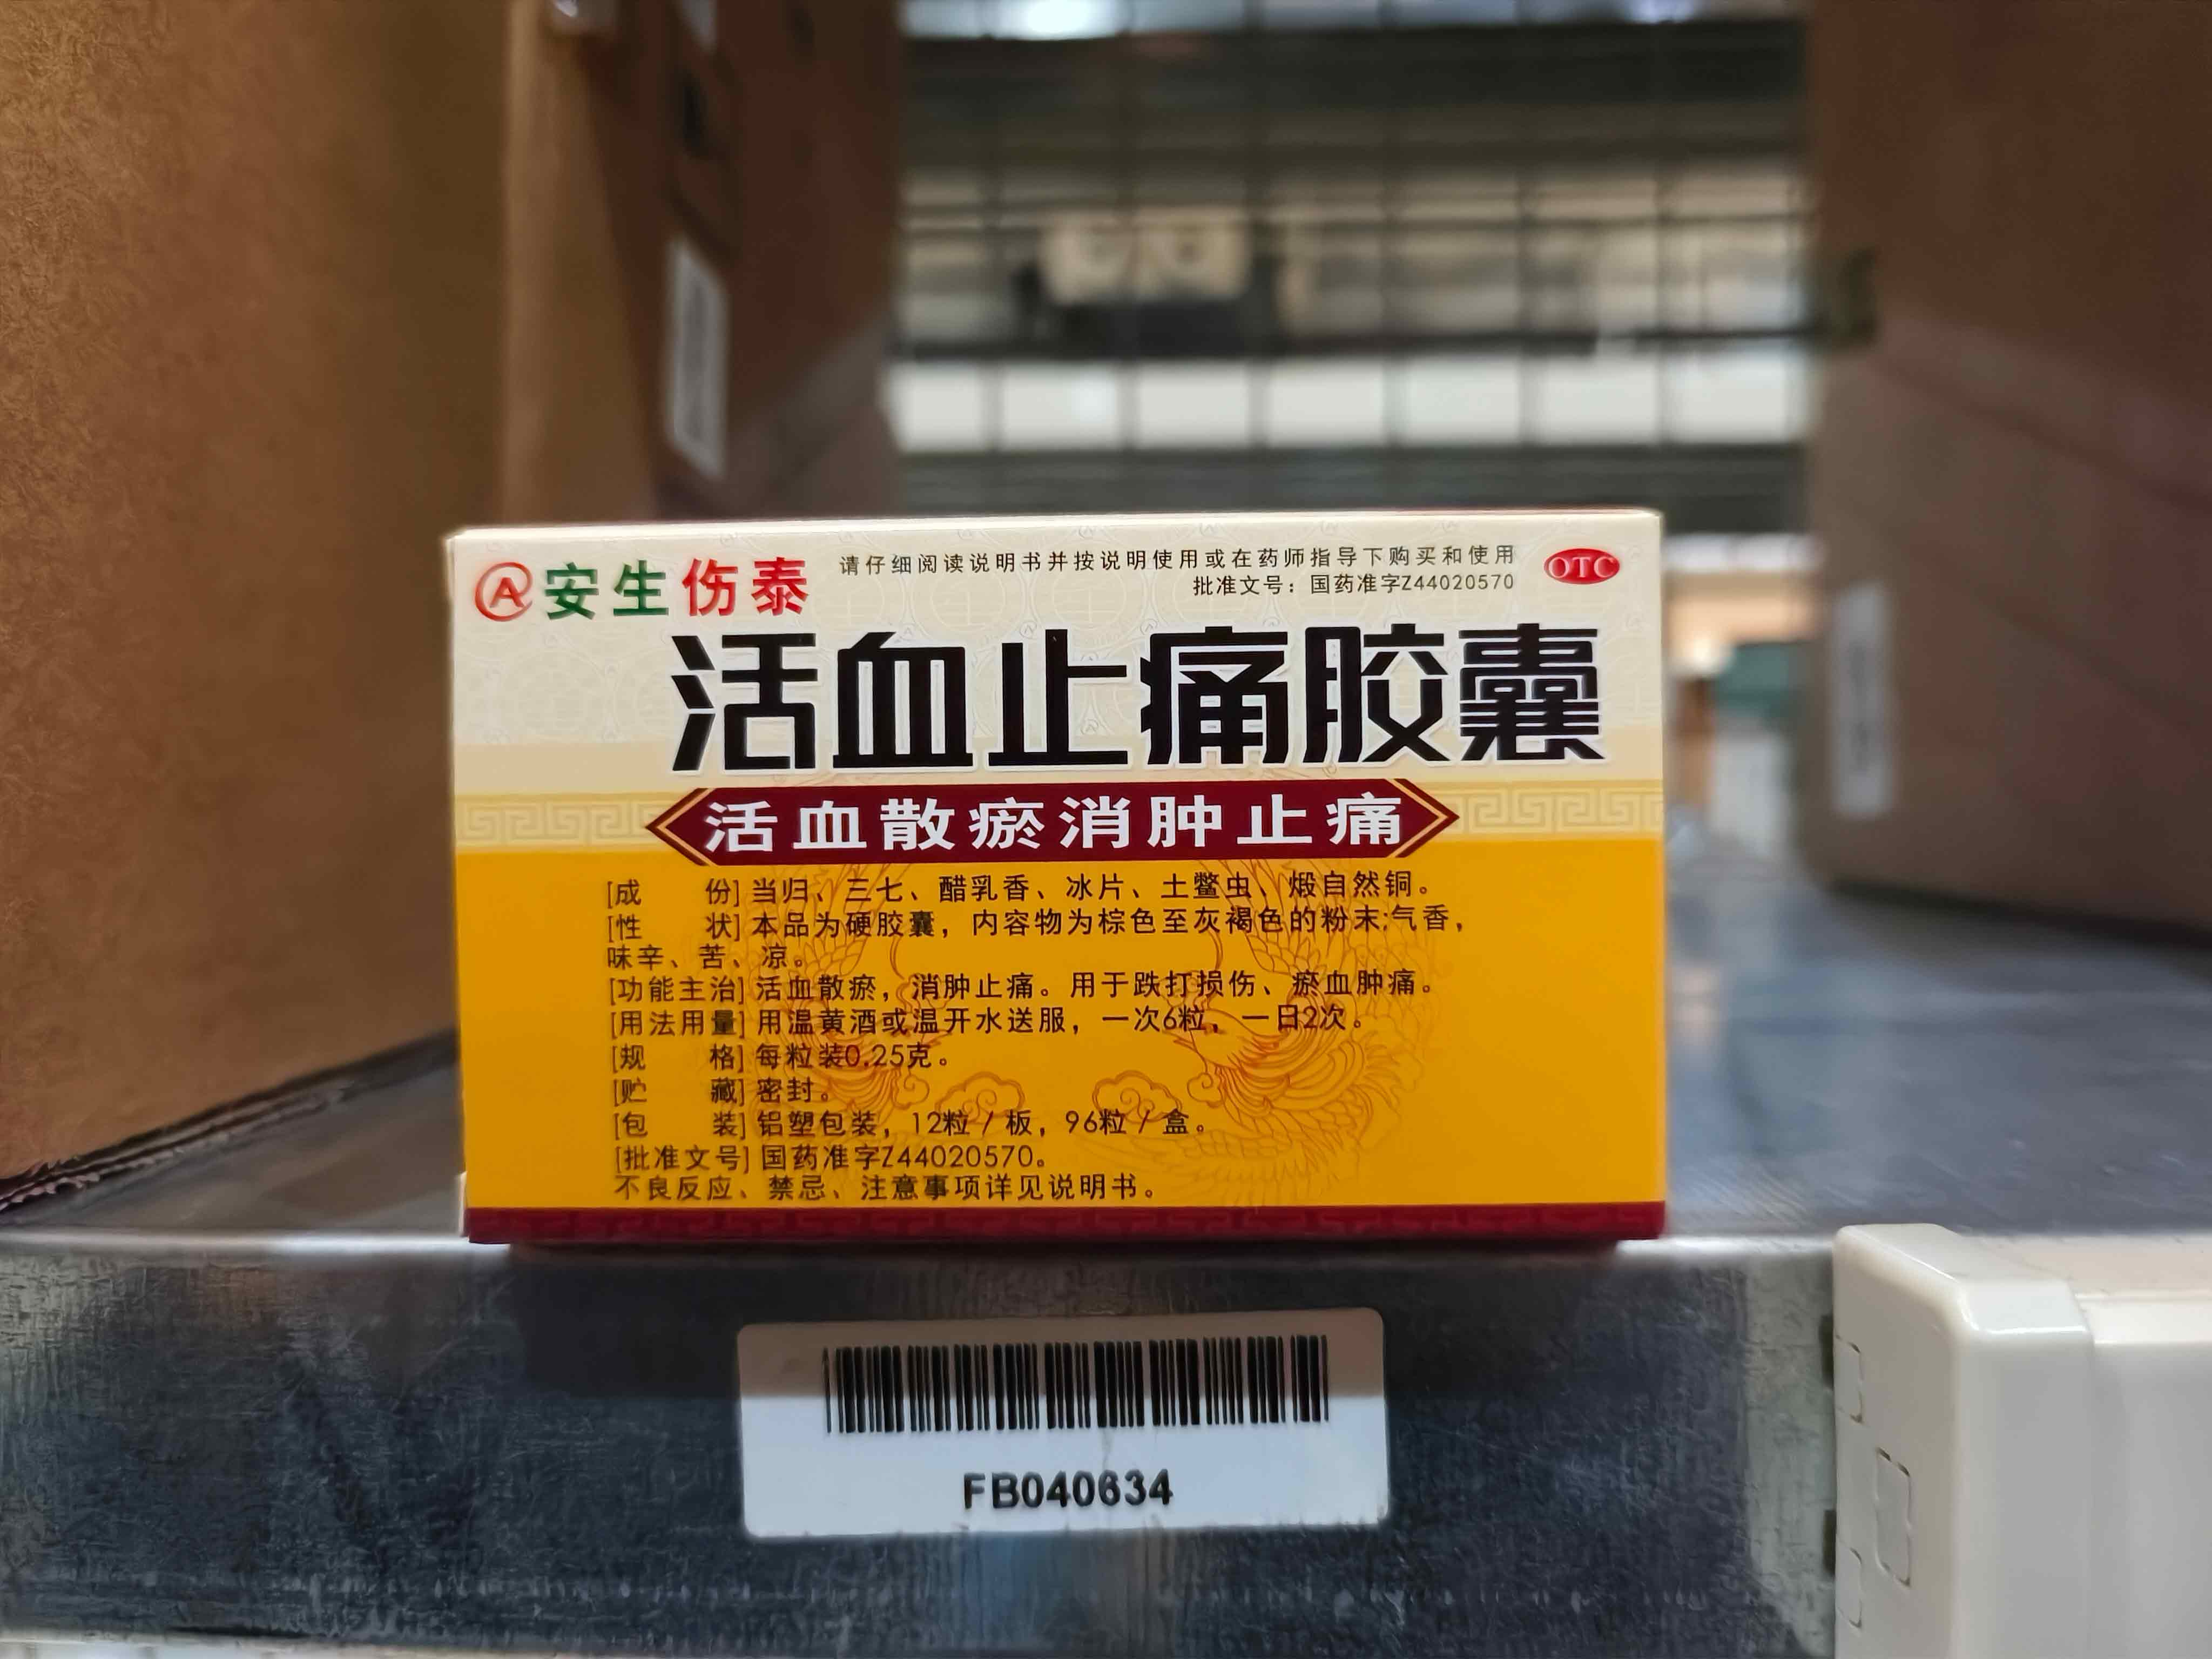 安生伤泰
请仔细阅读说明书并按说明使用或在药师指导下购买和使用
批准文号：国药准字Z44020570
OTC
活血止痛胶囊
活血散瘀消肿止痛
[成 份] 当归、三七、醋乳香、冰片、土鳖虫、煅自然铜。
[性 状] 本品为硬胶囊，内容物为棕色至灰褐色的粉末;气香，
味辛、苦、凉。
[功能主治] 活血散瘀，消肿止痛。用于跌打损伤、瘀血肿痛。
[用法用量] 用温黄酒或温开水送服，一次6粒，一日2次。
[规 格] 每粒装0.25克。
[贮 藏] 密封。
[包 装] 铝塑包装，12粒/板，96粒/盒。
[批准文号] 国药准字Z44020570。
不良反应、禁忌、注意事项详见说明书。
FB040634